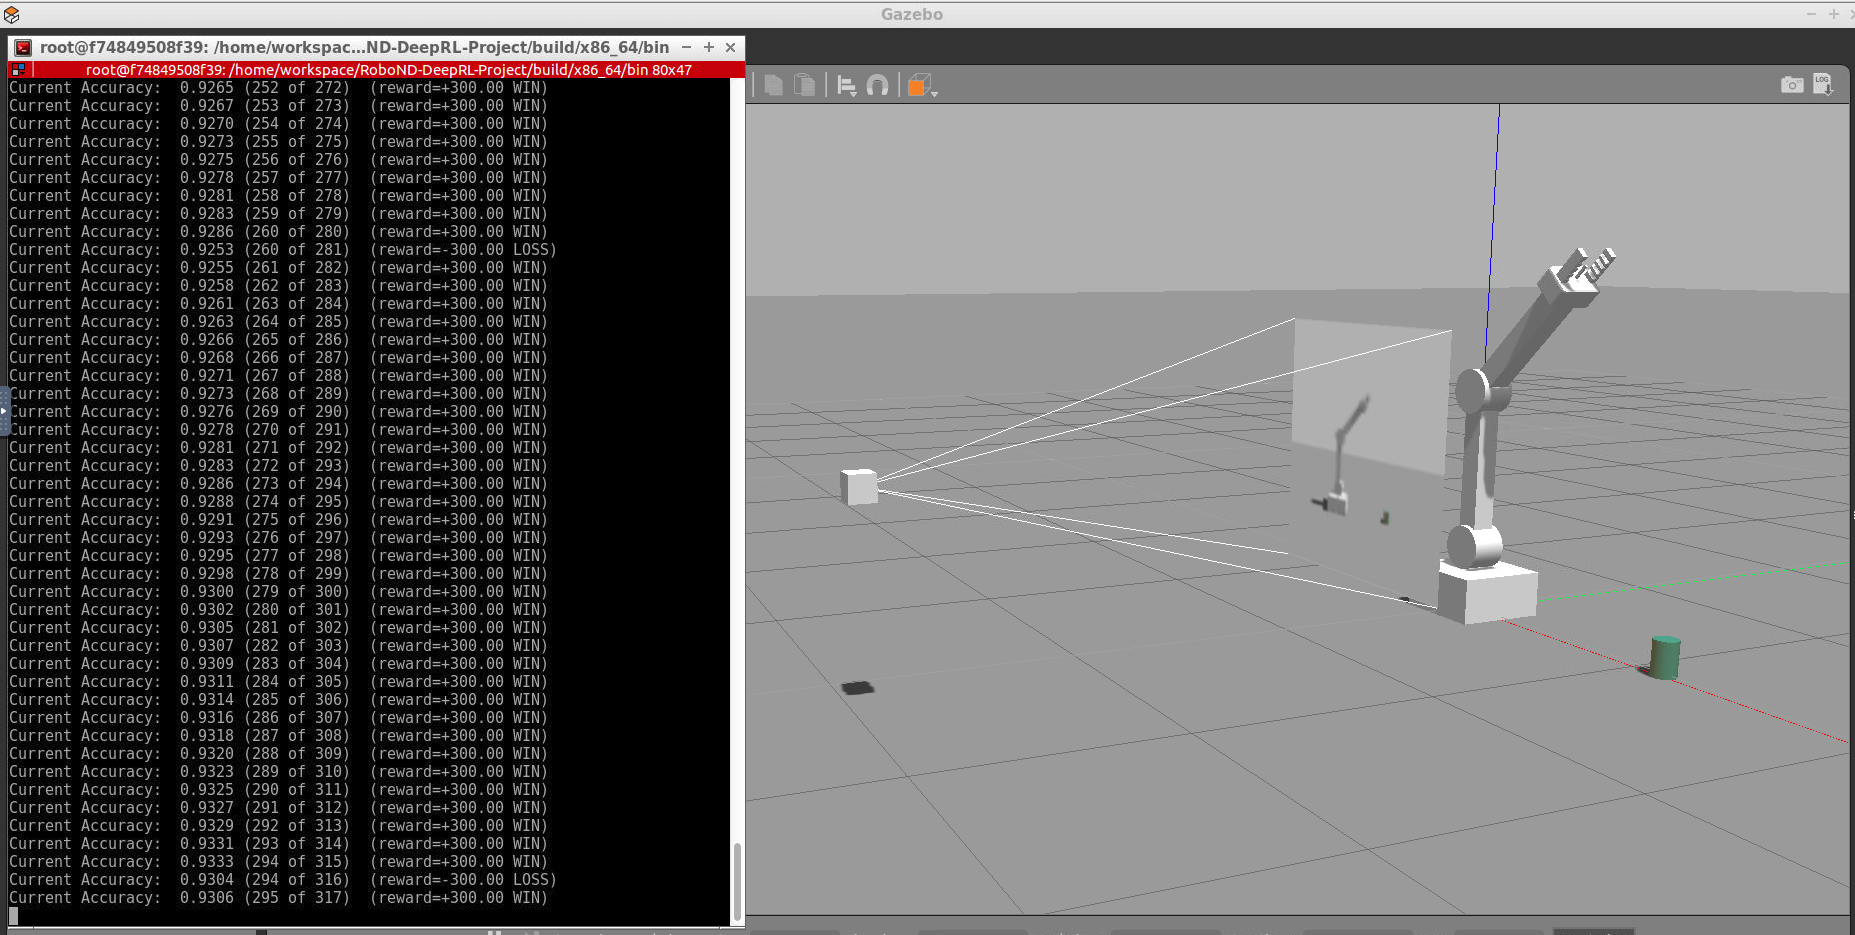 Gazebo
root@f74849508f39: /home/workspac...ND-DeepRL-Project/build/x86_64/bin
root@f74849508f39: /home/workspace/RoboND-DeepRL-Project/build/x86_64/bin 80x47
LOG
Current Accuracy:  0.9265 (252 of 272)  (reward=+300.00 WIN)
Current Accuracy:  0.9267 (253 of 273)  (reward=+300.00 WIN)
Current Accuracy:  0.9270 (254 of 274)  (reward=+300.00 WIN)
Current Accuracy:  0.9273 (255 of 275)  (reward=+300.00 WIN)
Current Accuracy:  0.9275 (256 of 276)  (reward=+300.00 WIN)
Current Accuracy:  0.9278 (257 of 277)  (reward=+300.00 WIN)
Current Accuracy:  0.9281 (258 of 278)  (reward=+300.00 WIN)
Current Accuracy:  0.9283 (259 of 279)  (reward=+300.00 WIN)
Current Accuracy:  0.9286 (260 of 280)  (reward=+300.00 WIN)
Current Accuracy:  0.9253 (260 of 281)  (reward=-300.00 LOSS)
Current Accuracy:  0.9255 (261 of 282)  (reward=+300.00 WIN)
Current Accuracy:  0.9258 (262 of 283)  (reward=+300.00 WIN)
Current Accuracy:  0.9261 (263 of 284)  (reward=+300.00 WIN)
Current Accuracy:  0.9263 (264 of 285)  (reward=+300.00 WIN)
Current Accuracy:  0.9266 (265 of 286)  (reward=+300.00 WIN)
Current Accuracy:  0.9268 (266 of 287)  (reward=+300.00 WIN)
Current Accuracy:  0.9271 (267 of 288)  (reward=+300.00 WIN)
Current Accuracy:  0.9273 (268 of 289)  (reward=+300.00 WIN)
Current Accuracy:  0.9276 (269 of 290)  (reward=+300.00 WIN)
Current Accuracy:  0.9278 (270 of 291)  (reward=+300.00 WIN)
Current Accuracy:  0.9281 (271 of 292)  (reward=+300.00 WIN)
Current Accuracy:  0.9283 (272 of 293)  (reward=+300.00 WIN)
Current Accuracy:  0.9286 (273 of 294)  (reward=+300.00 WIN)
Current Accuracy:  0.9288 (274 of 295)  (reward=+300.00 WIN)
Current Accuracy:  0.9291 (275 of 296)  (reward=+300.00 WIN)
Current Accuracy:  0.9293 (276 of 297)  (reward=+300.00 WIN)
Current Accuracy:  0.9295 (277 of 298)  (reward=+300.00 WIN)
Current Accuracy:  0.9298 (278 of 299)  (reward=+300.00 WIN)
Current Accuracy:  0.9300 (279 of 300)  (reward=+300.00 WIN)
Current Accuracy:  0.9302 (280 of 301)  (reward=+300.00 WIN)
Current Accuracy:  0.9305 (281 of 302)  (reward=+300.00 WIN)
Current Accuracy:  0.9307 (282 of 303)  (reward=+300.00 WIN)
Current Accuracy:  0.9309 (283 of 304)  (reward=+300.00 WIN)
Current Accuracy:  0.9311 (284 of 305)  (reward=+300.00 WIN)
Current Accuracy:  0.9314 (285 of 306)  (reward=+300.00 WIN)
Current Accuracy:  0.9316 (286 of 307)  (reward=+300.00 WIN)
Current Accuracy:  0.9318 (287 of 308)  (reward=+300.00 WIN)
Current Accuracy:  0.9320 (288 of 309)  (reward=+300.00 WIN)
Current Accuracy:  0.9323 (289 of 310)  (reward=+300.00 WIN)
Current Accuracy:  0.9325 (290 of 311)  (reward=+300.00 WIN)
Current Accuracy:  0.9327 (291 of 312)  (reward=+300.00 WIN)
Current Accuracy:  0.9329 (292 of 313)  (reward=+300.00 WIN)
Current Accuracy:  0.9331 (293 of 314)  (reward=+300.00 WIN)
Current Accuracy:  0.9333 (294 of 315)  (reward=+300.00 WIN)
Current Accuracy:  0.9304 (294 of 316)  (reward=-300.00 LOSS)
Current Accuracy:  0.9306 (295 of 317)  (reward=+300.00 WIN)